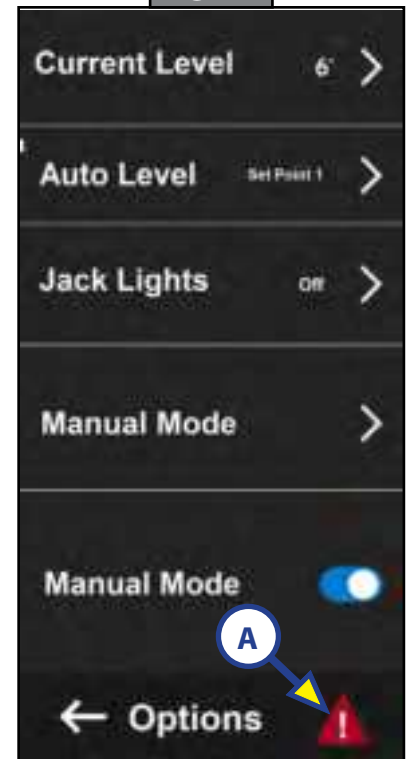 Current Level 6°
Auto Level Set Point 1
Jack Lights Off
Manual Mode
Manual Mode
A
← Options !